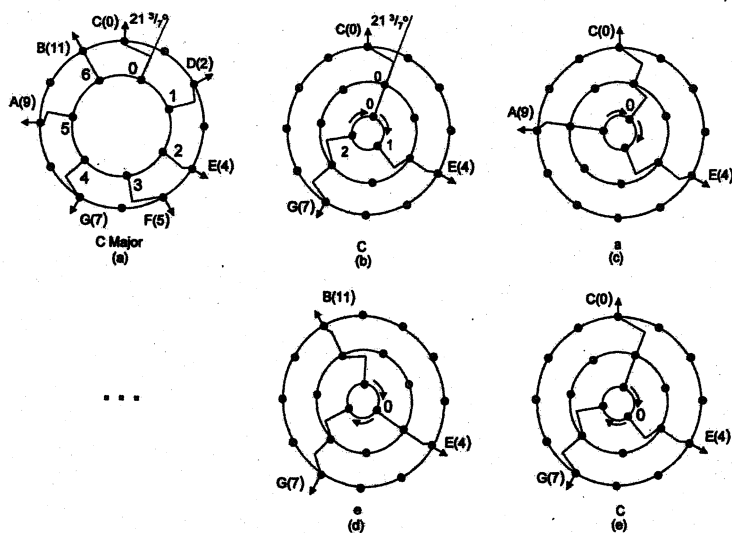 C(0) 21 3/7°
B(11)
D(2)
6 0
1
A(9) 5
2
4 3
E(4)
G(7) F(5)
C Major
(a)
21 3/7°
C(0)
0
0
2 1
E(4)
G(7)
C
(b)
C(0)
A(9) 0
E(4)
a
(c)
B(11)
0
E(4)
G(7)
e
(d)
C(0)
0
E(4)
G(7)
C
(e)
. . .